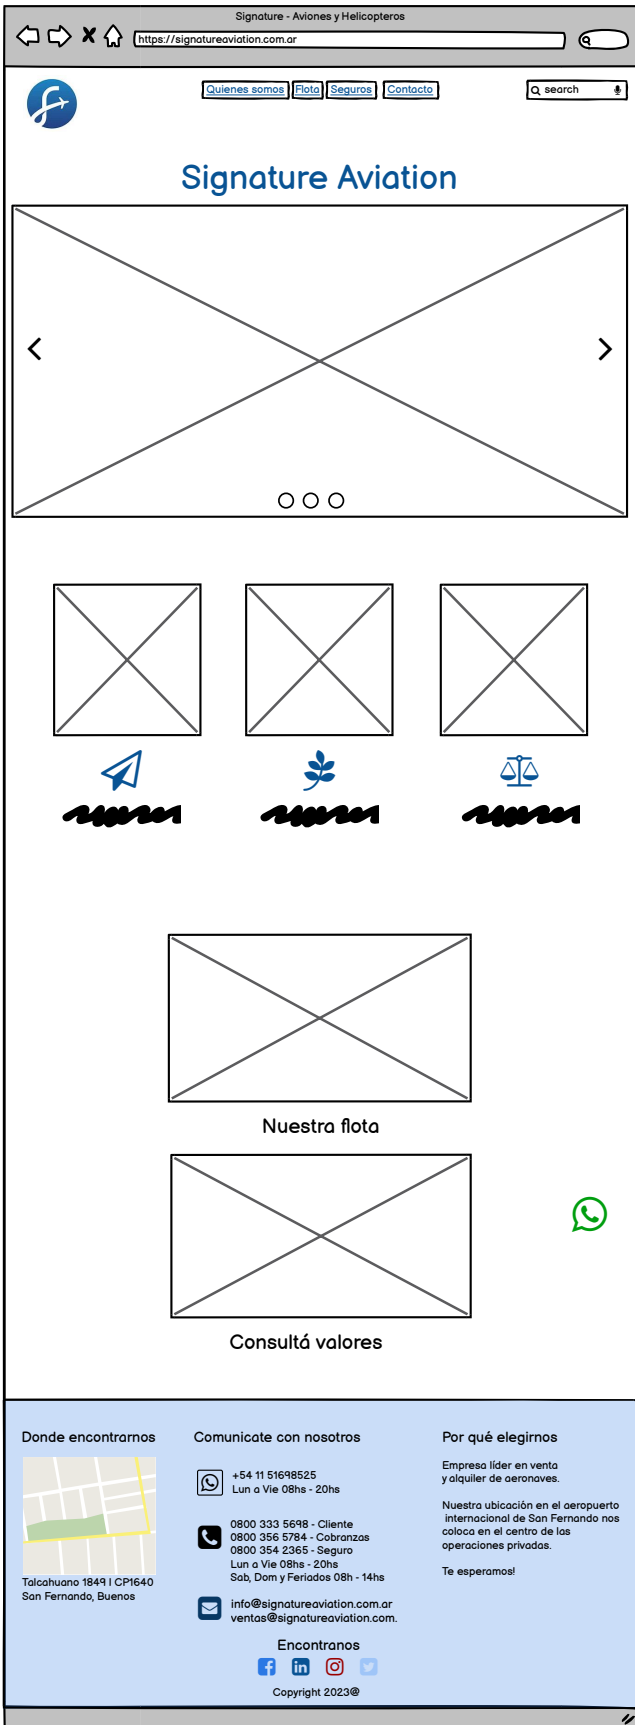 Signature - Aviones y Helicopteros
https://signatureaviation.com.ar
Quienes somos Flota Seguros Contacto
search
Signature Aviation
Nuestra flota
Consultá valores
Donde encontrarnos
Talcahuano 1849 | CP1640
San Fernando, Buenos
Comunicate con nosotros
+54 11 51698525
Lun a Vie 08hs - 20hs
0800 333 5698 - Cliente
0800 356 5784 - Cobranzas
0800 354 2365 - Seguro
Lun a Vie 08hs - 20hs
Sab, Dom y Feriados 08h - 14hs
info@signatureaviation.com.ar
ventas@signatureaviation.com.
Por qué elegirnos
Empresa líder en venta
y alquiler de aeronaves.
Nuestra ubicación en el aeropuerto
internacional de San Fernando nos
coloca en el centro de las
operaciones privadas.
Te esperamos!
Encontranos
Copyright 2023@